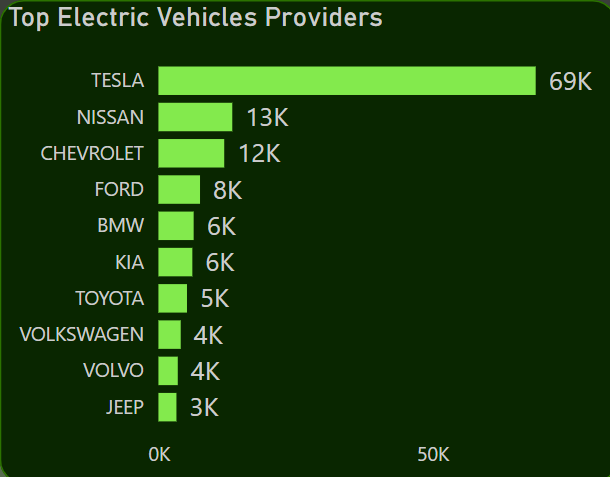 Top Electric Vehicles Providers
TESLA 69K
NISSAN 13K
CHEVROLET 12K
FORD 8K
BMW 6K
KIA 6K
TOYOTA 5K
VOLKSWAGEN 4K
VOLVO 4K
JEEP 3K
0K 50K